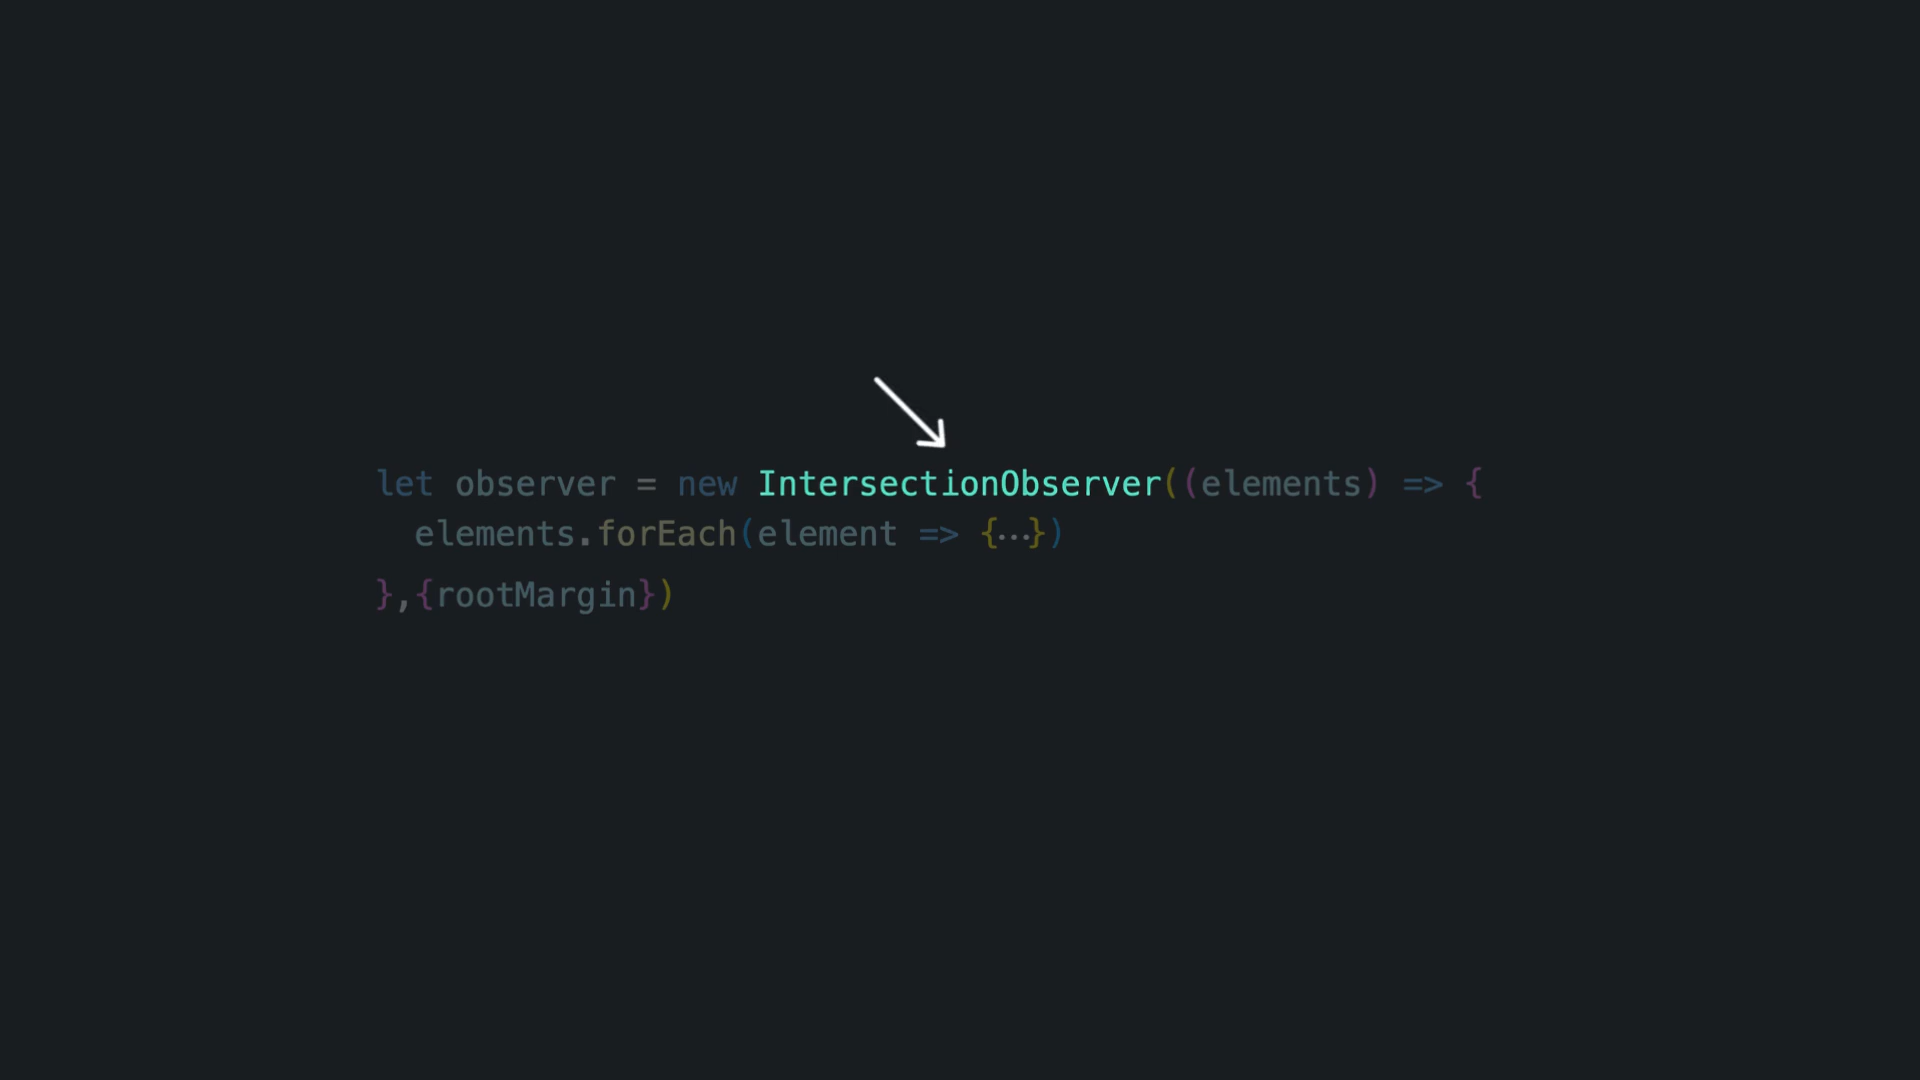 let observer = new IntersectionObserver((elements) => {
elements.forEach(element => {...})
},{rootMargin})